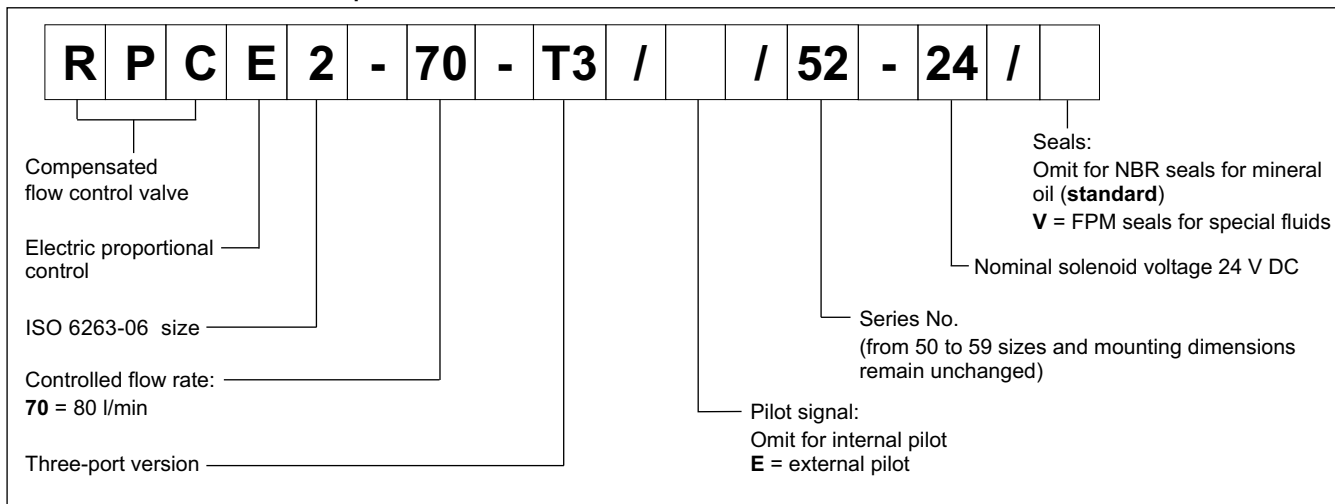 R P C E 2 - 70 - T3 / / 52 - 24 /
Compensated
flow control valve
Electric proportional
control
ISO 6263-06 size
Controlled flow rate:
70 = 80 l/min
Three-port version
Seals:
Omit for NBR seals for mineral
oil (standard)
V = FPM seals for special fluids
Nominal solenoid voltage 24 V DC
Series No.
(from 50 to 59 sizes and mounting dimensions
remain unchanged)
Pilot signal:
Omit for internal pilot
E = external pilot